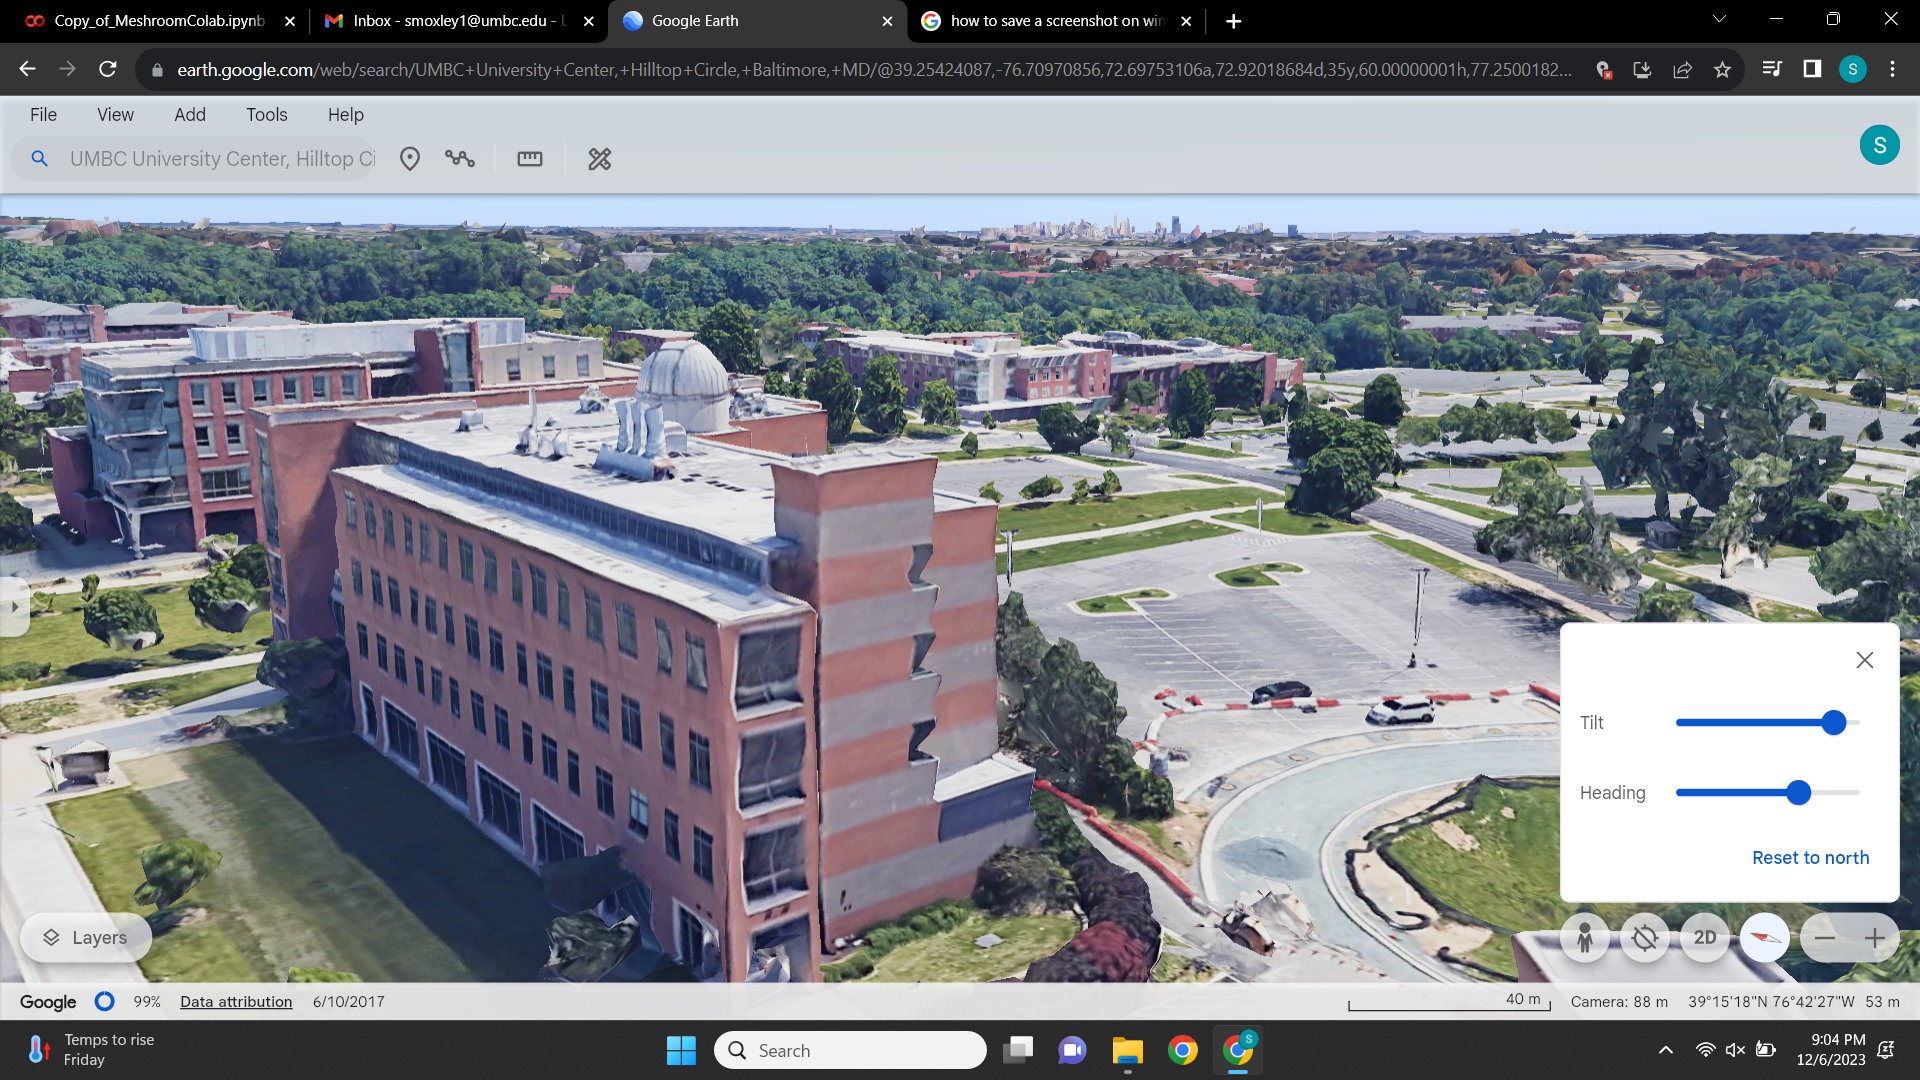 Copy_of_MeshroomColab.ipynb
Inbox - smoxley1@umbc.edu - U
Google Earth
how to save a screenshot on win
earth.google.com/web/search/UMBC+University+Center,+Hilltop+Circle,+Baltimore,+MD/@39.25424087,-76.70970856,72.69753106a,72.92018684d,35y,60.00000001h,77.2500182...
S
File View Add Tools Help
UMBC University Center, Hilltop Ci
S
Tilt
Heading
Reset to north
Layers
2D
Google 99% Data attribution 6/10/2017
40 m Camera: 88 m 39°15'18"N 76°42'27"W 53 m
Temps to rise
Friday
Search
S
9:04 PM
12/6/2023